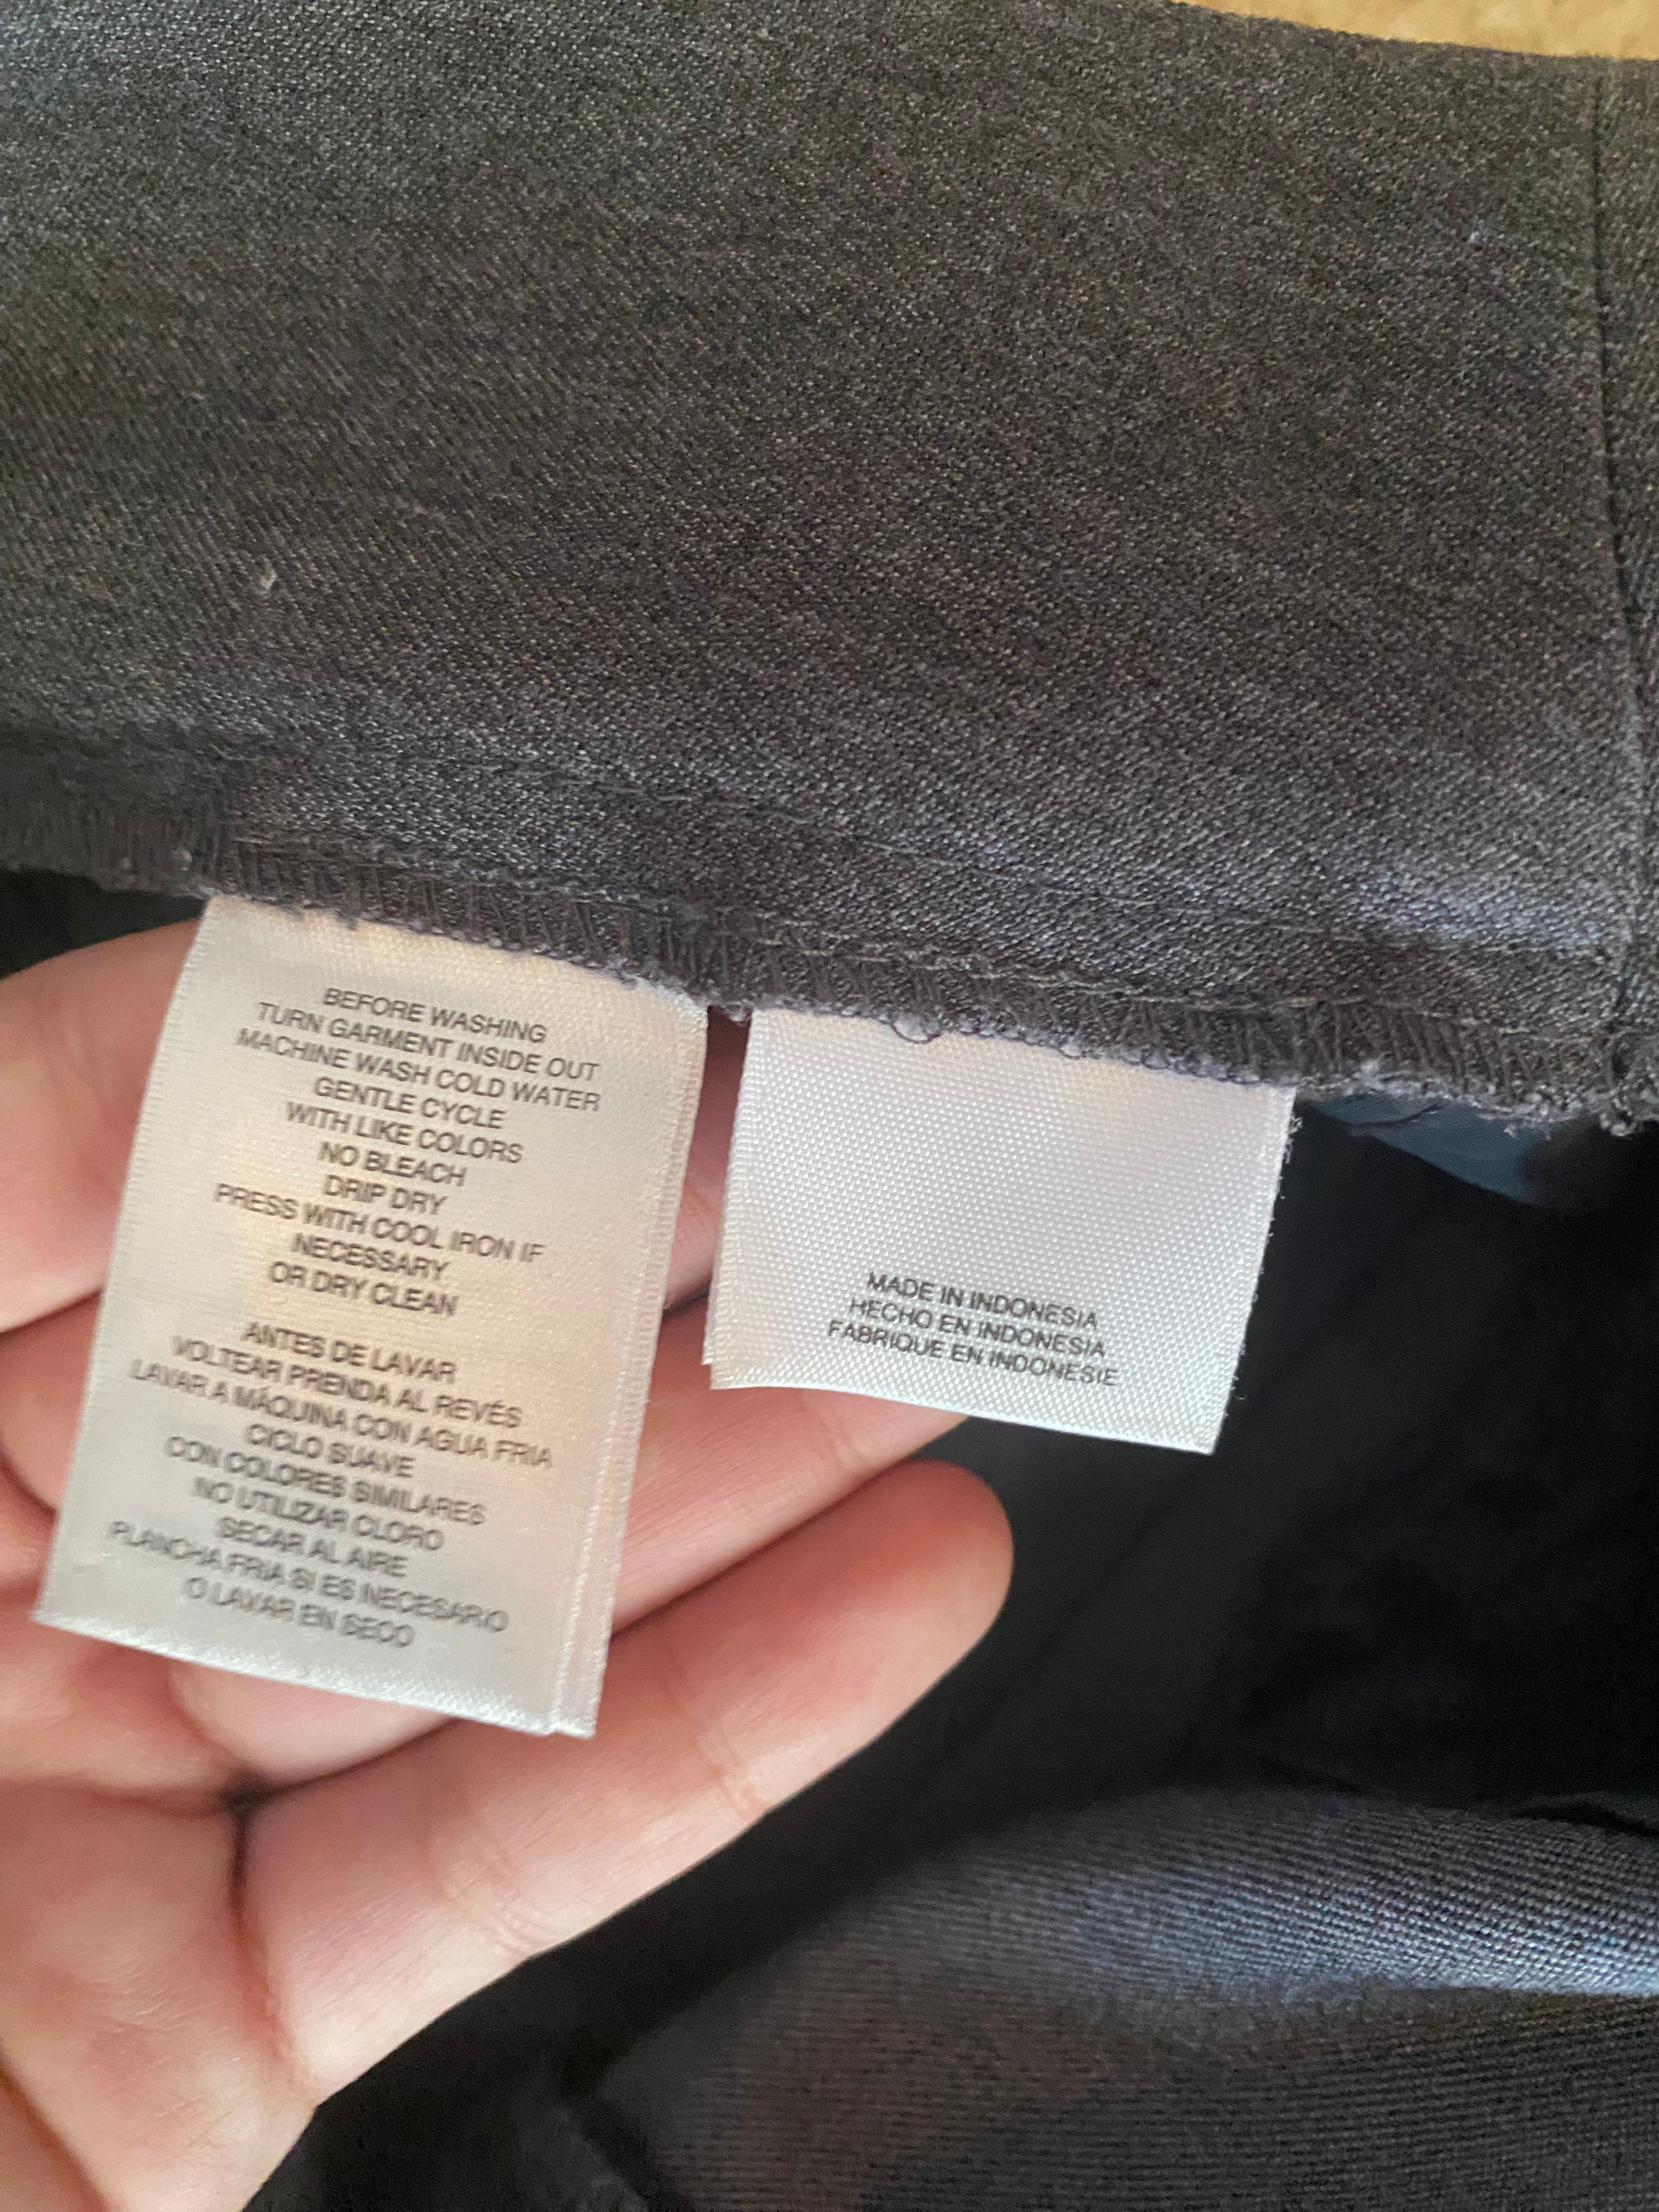 BEFORE WASHING
TURN GARMENT INSIDE OUT
MACHINE WASH COLD WATER
GENTLE CYCLE
WITH LIKE COLORS
NO BLEACH
DRIP DRY
PRESS WITH COOL IRON IF
NECESSARY
OR DRY CLEAN
ANTES DE LAVAR
VOLTEAR PRENDA AL REVÉS
LAVAR A MÁQUINA CON AGUA FRIA
CICLO SUAVE
CON COLORES SIMILARES
NO UTILIZAR CLORO
SECAR AL AIRE
PLANCHA FRIA SI ES NECESARIO
O LAVAR EN SECO
MADE IN INDONESIA
HECHO EN INDONESIA
FABRIQUE EN INDONESIE